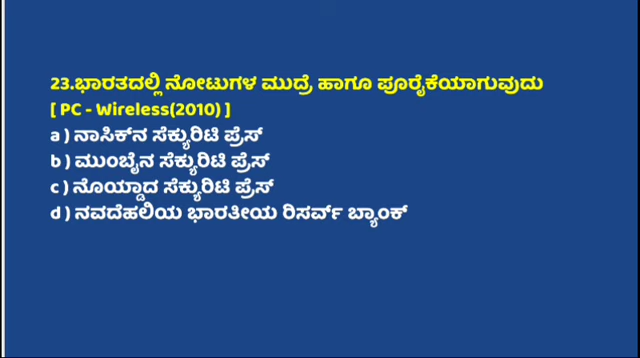 23.ಭಾರತದಲ್ಲಿ ನೋಟುಗಳ ಮುದ್ರೆ ಹಾಗೂ ಪೂರೈಕೆಯಾಗುವುದು
[ PC - Wireless(2010) ]
a ) ನಾಸಿಕ್‌ನ ಸೆಕ್ಯುರಿಟಿ ಪ್ರೆಸ್
b ) ಮುಂಬೈನ ಸೆಕ್ಯುರಿಟಿ ಪ್ರೆಸ್
c ) ನೊಯ್ಡಾದ ಸೆಕ್ಯುರಿಟಿ ಪ್ರೆಸ್
d ) ನವದೆಹಲಿಯ ಭಾರತೀಯ ರಿಸರ್ವ್ ಬ್ಯಾಂಕ್